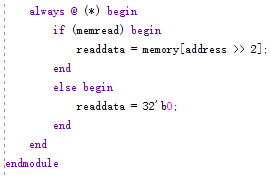 always @ (*) begin
if (memread) begin
readdata = memory[address >> 2];
end
else begin
readdata = 32'b0;
end
end
endmodule